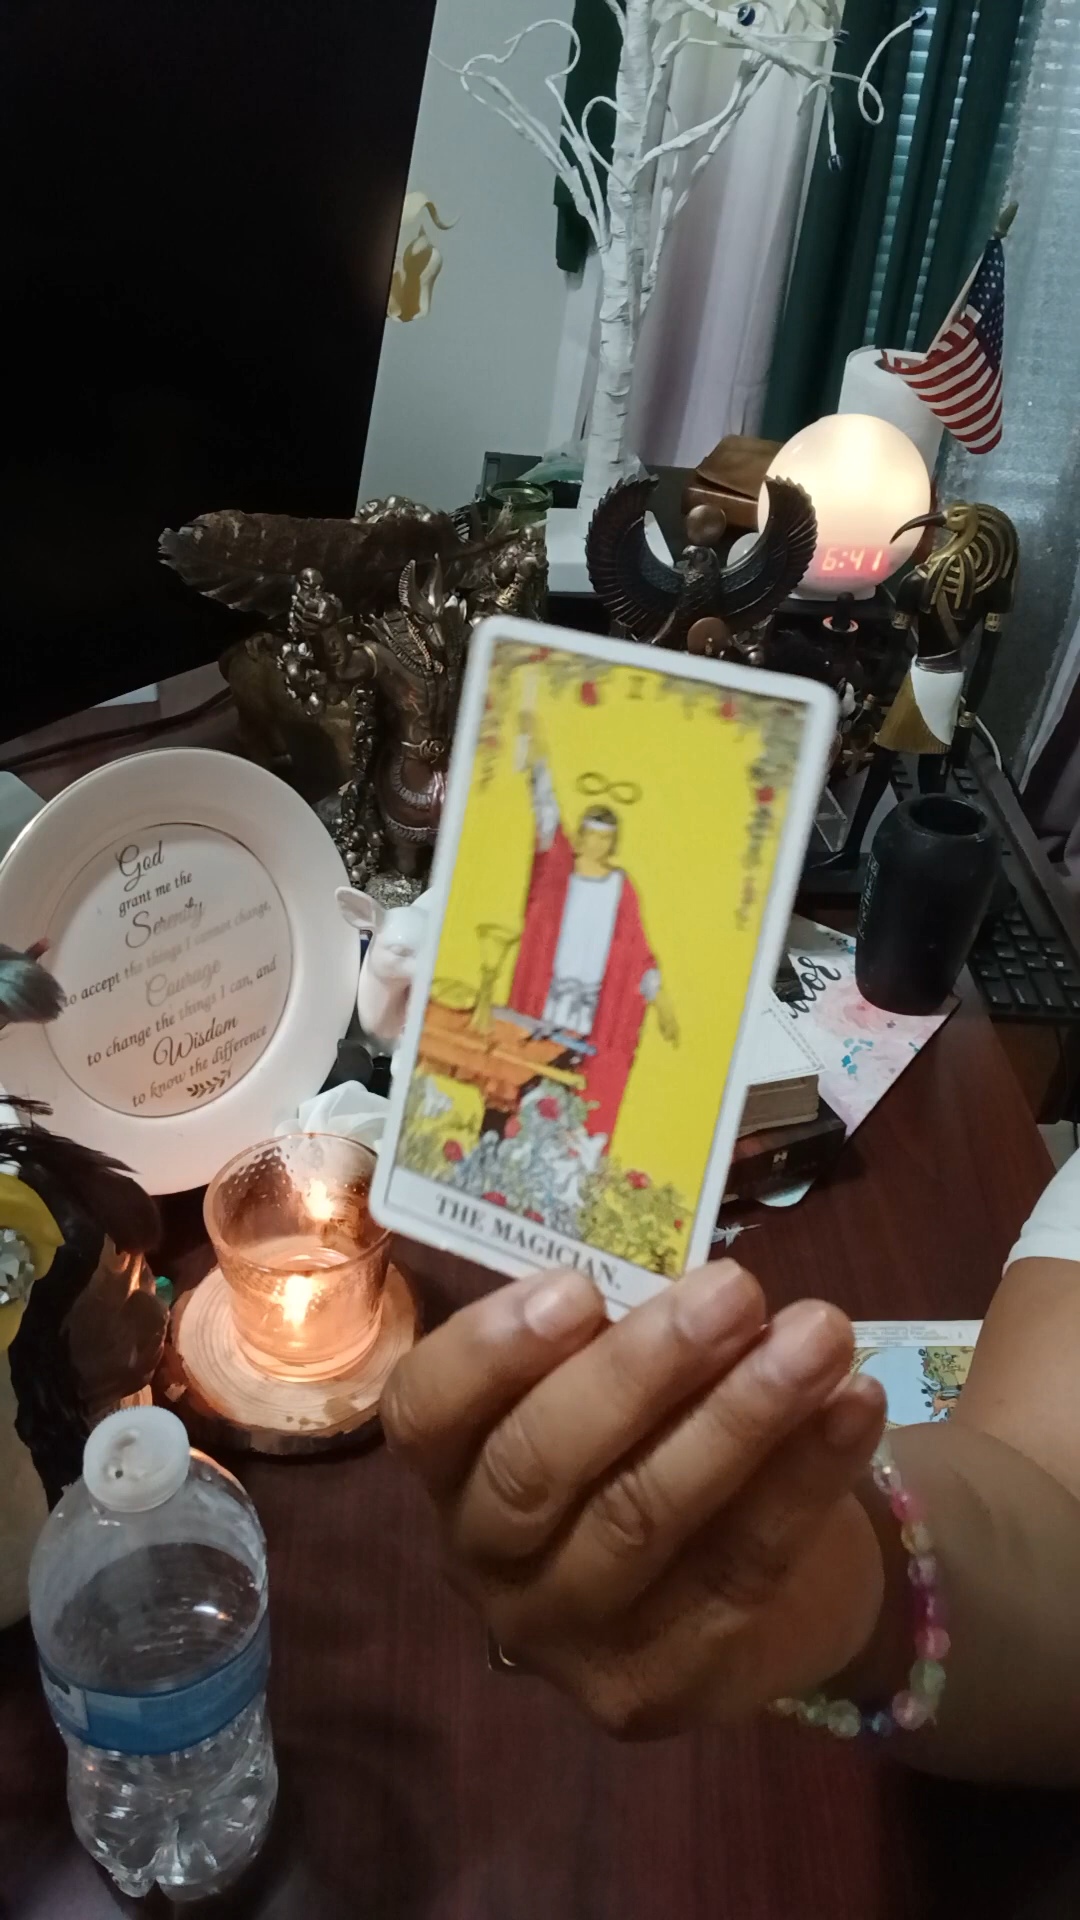 6:41
I
God
grant me the
Serenity
to accept the things I cannot change,
Courage
to change the things I can, and
Wisdom
to know the difference
THE MAGICIAN.